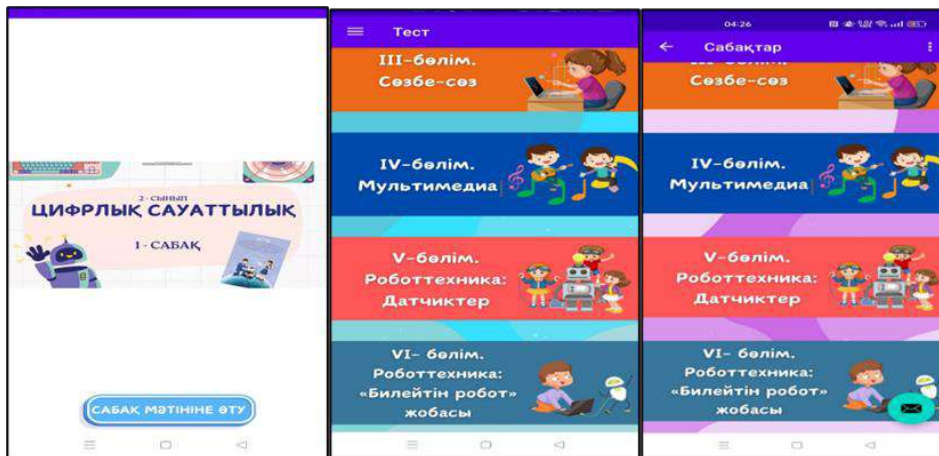 2 - СЫНЫП
ЦИФРЛЫҚ САУАТТЫЛЫҚ
1 - САБАҚ
САБАҚ МӘТІНІНЕ ӨТУ
Тест
III-бөлім.
Сөзбе-сөз
IV-бөлім.
Мультимедиа
V-бөлім.
Роботтехника:
Датчиктер
VI- бөлім.
Роботтехника:
«Билейтін робот»
жобасы
04:26
Сабақтар
Сөзбе-сөз
IV-бөлім.
Мультимедиа
V-бөлім.
Роботтехника:
Датчиктер
VI- бөлім.
Роботтехника:
«Билейтін робот»
жобасы